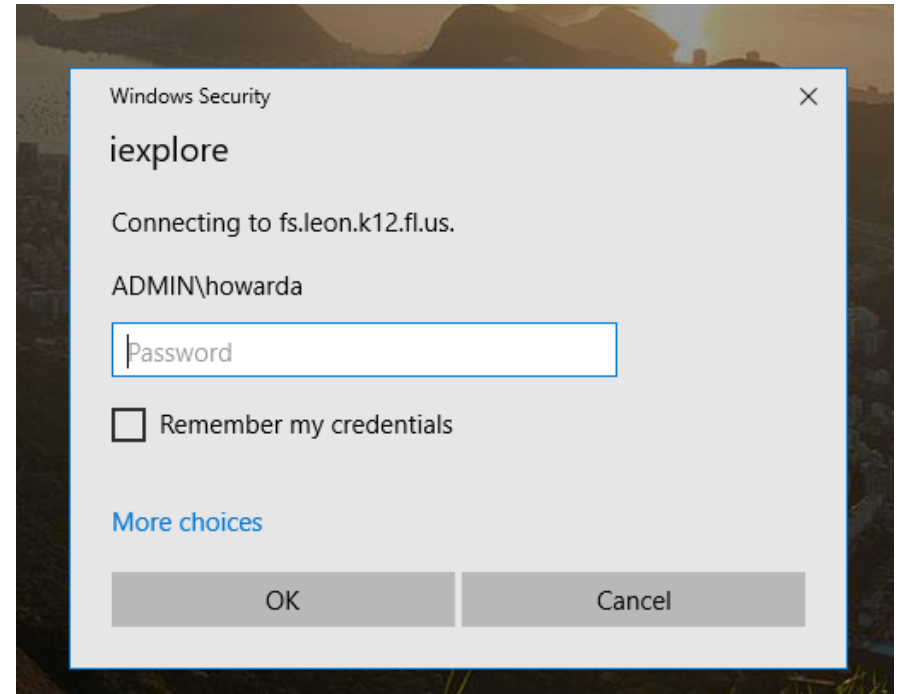 Windows Security
iexplore
Connecting to fs.leon.k12.fl.us.
ADMIN\howarda
Password
Remember my credentials
More choices
OK
Cancel